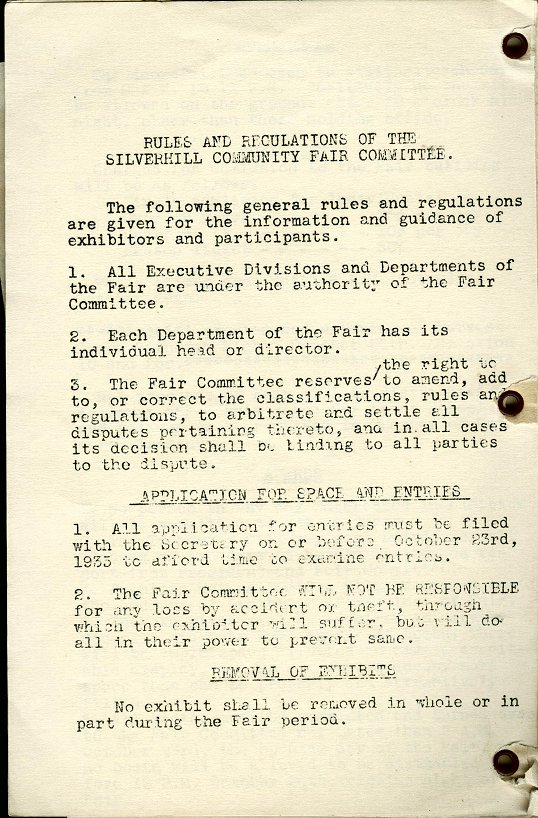 RULES AND REGULATIONS OF THE
SILVERHILL COMMUNITY FAIR COMMITTEE.
The following general rules and regulations
are given for the information and guidance of
exhibitors and participants.
1. All Executive Divisions and Departments of
the Fair are under the authority of the Fair
Committee.
2. Each Department of the Fair has its
individual head or director.
/the right to
3. The Fair Committee reserves to amend, add
to, or correct the classifications, rules and
regulations, to arbitrate and settle all
disputes pertaining thereto, and in all cases
its decision shall be binding to all parties
to the dispute.
APPLICATION FOR SPACE AND ENTRIES
1. All application for entries must be filed
with the Secretary on or before October 23rd,
1935 to afford time to examine entries.
2. The Fair Committee WILL NOT BE RESPONSIBLE
for any loss by accident or theft, through
which the exhibitor will suffer, but will do
all in their power to prevent same.
REMOVAL OF EXHIBITS
No exhibit shall be removed in whole or in
part during the Fair period.